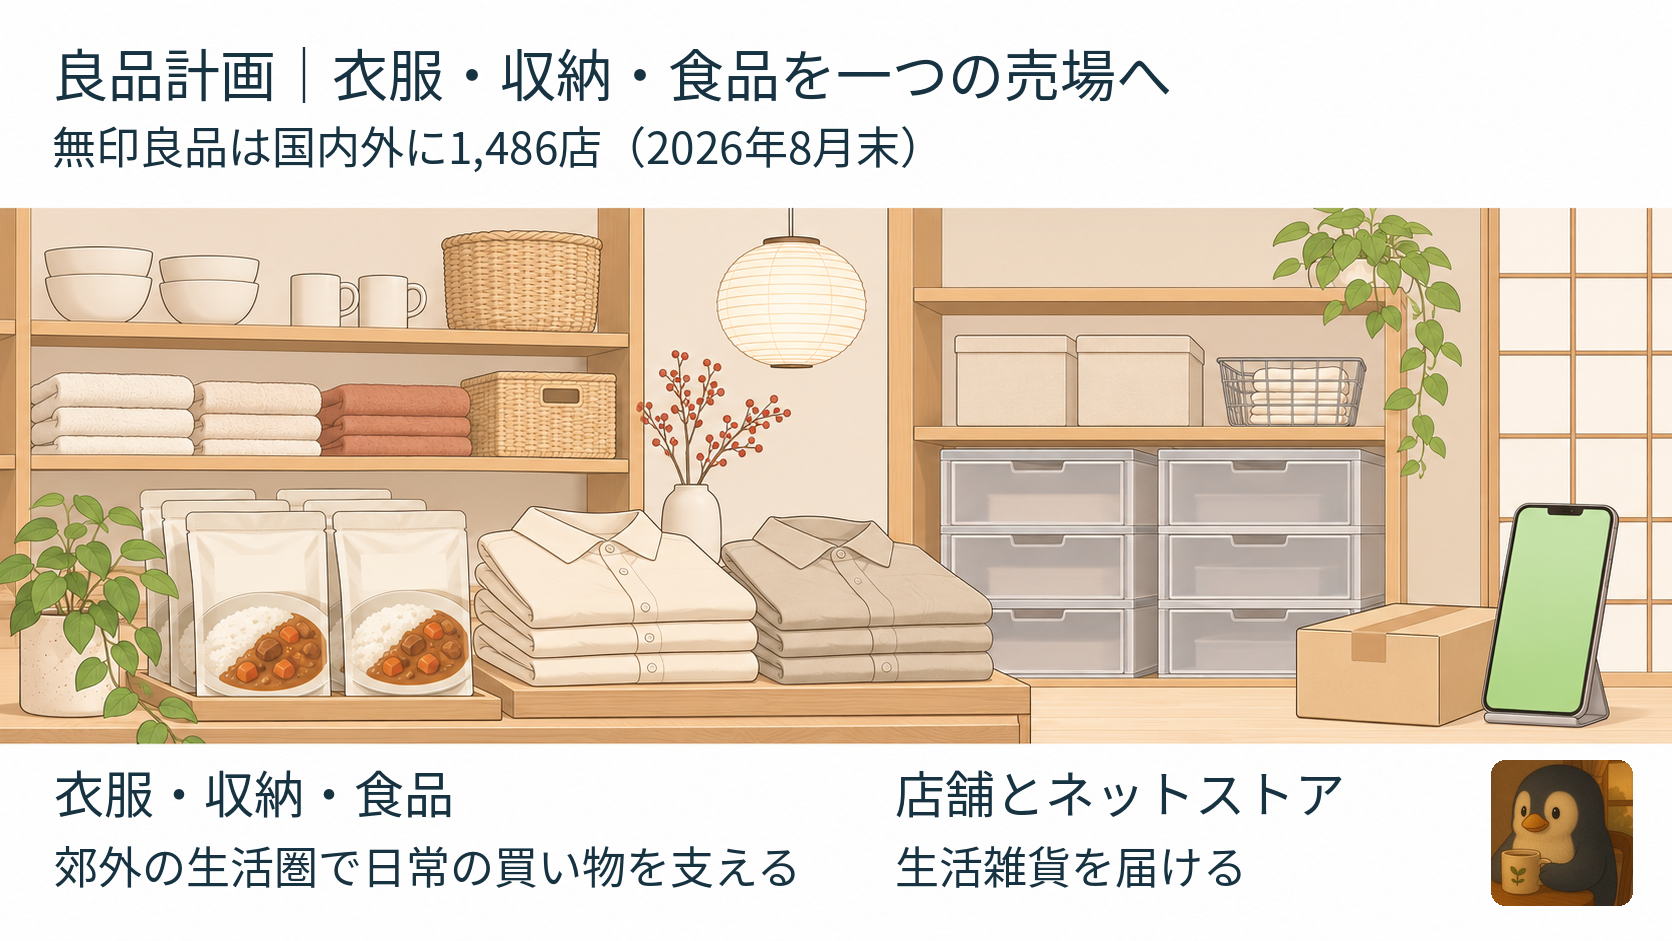 良品計画｜衣服・収納・食品を一つの売場へ
無印良品は国内外に1,486店（2026年8月末）
衣服・収納・食品
郊外の生活圏で日常の買い物を支える
店舗とネットストア
生活雑貨を届ける